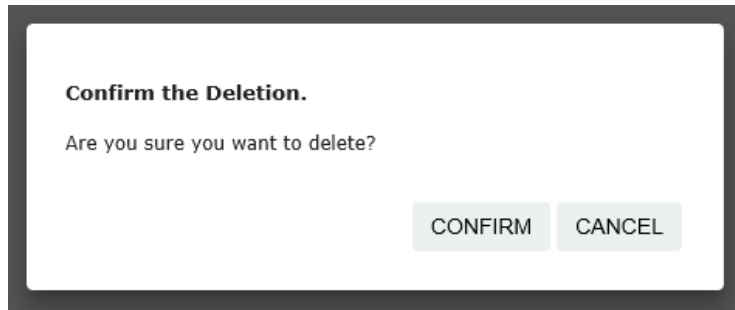 Confirm the Deletion.
Are you sure you want to delete?
CONFIRM CANCEL